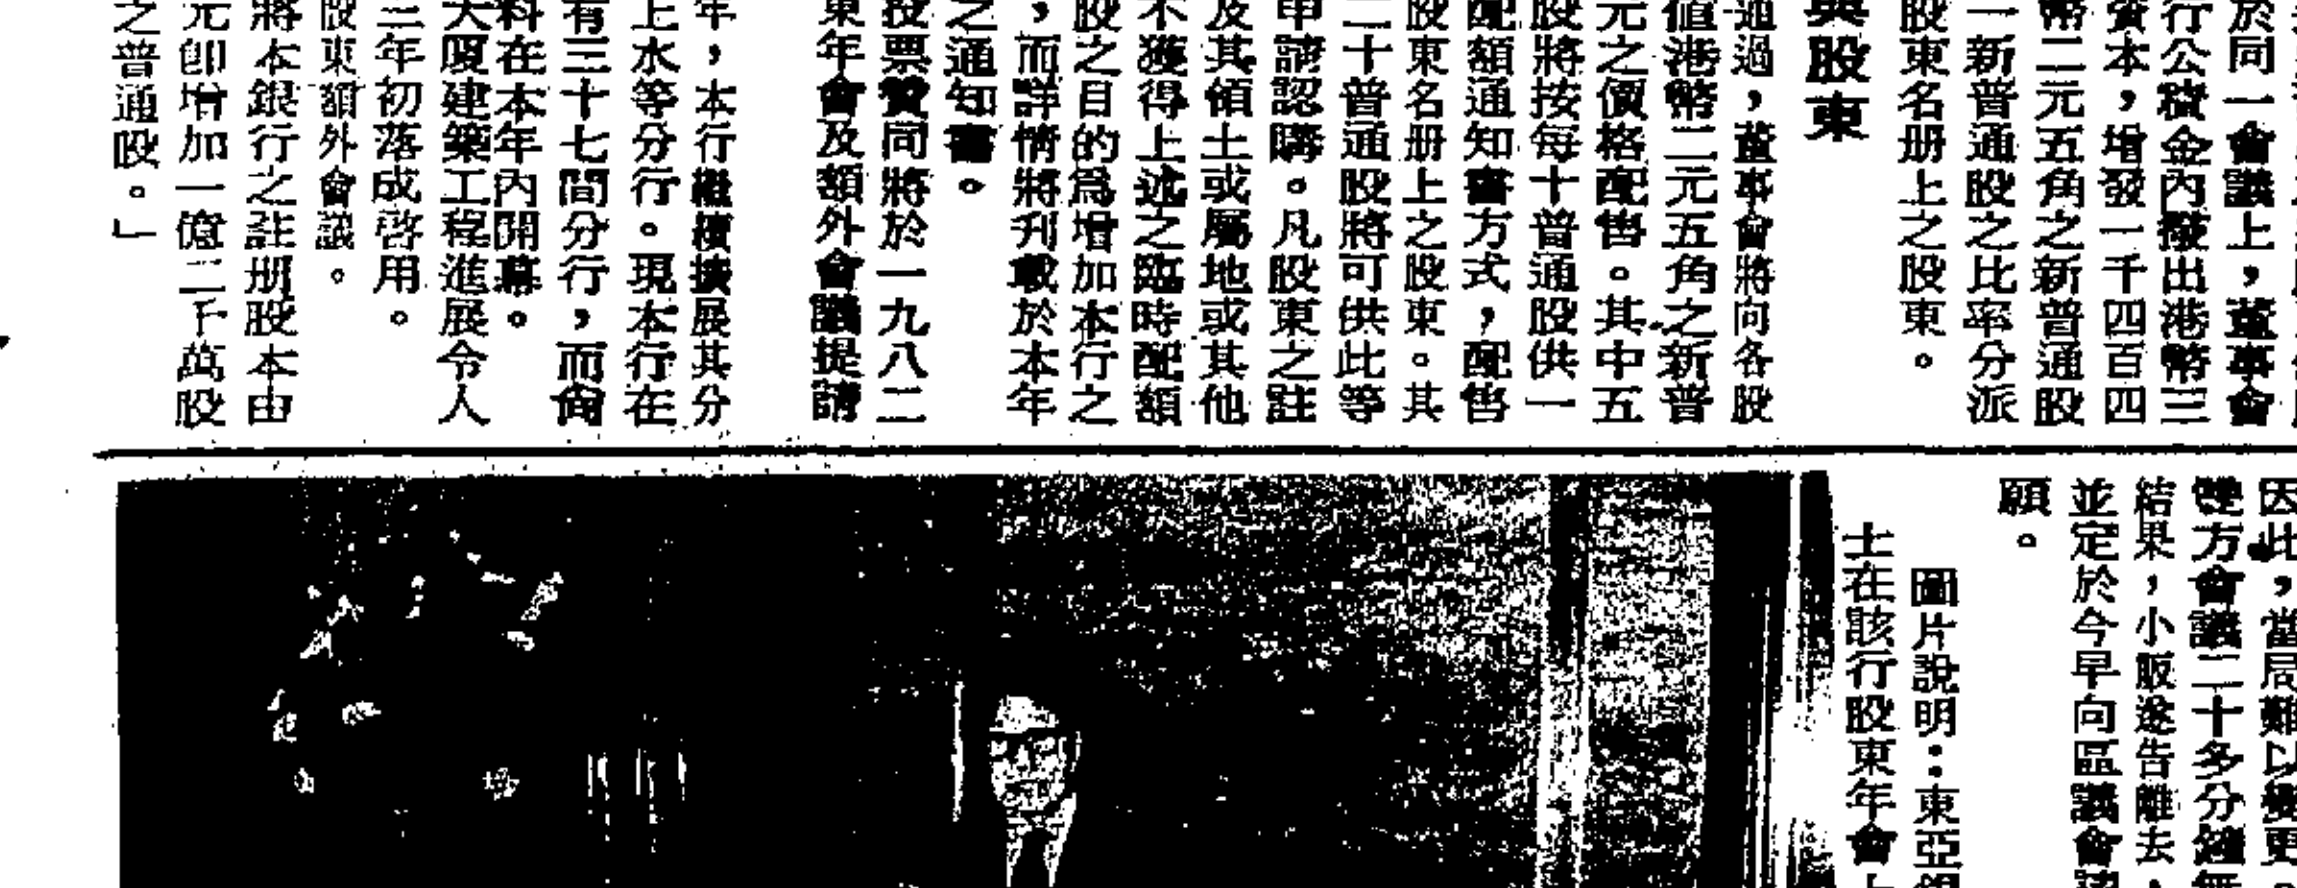 於同一會議上，董事會
行公積金內撥出港幣三
資本，增發一千四百四
幣二元五角之新普通股
一新普通股之比率分派
股東名册上之股東。
與股東
通過，董事會將向各股
值港幣二元五角之新普
元之價格配售。其中五
股將按每十普通股供一
配額通知書方式，配售
股東名册上之股東。其
二十普通股將可供此等
申請認購。凡股東之註
及其領土或屬地或其他
不獲得上述之臨時配額
股之目的為增加本行之
，而詳情將刋載於本年
之通知書。
投票贊同將於一九八二
東年會及額外會議提請
年，本行繼續擴展其分
上水等分行。現本行在
有三十七間分行，而尙
料在本年內開幕。
大厦建築工程進展令人
三年初落成啓用。
股東額外會議。
將本銀行之註册股本由
元卽增加一億二千萬股
之普通股。」
因此，當局難以變更。
雙方會議二十多分鐘無
結果，小販遂告離去，
並定於今早向區議會
願。
圖片說明：東亞銀
士在該行股東年會上